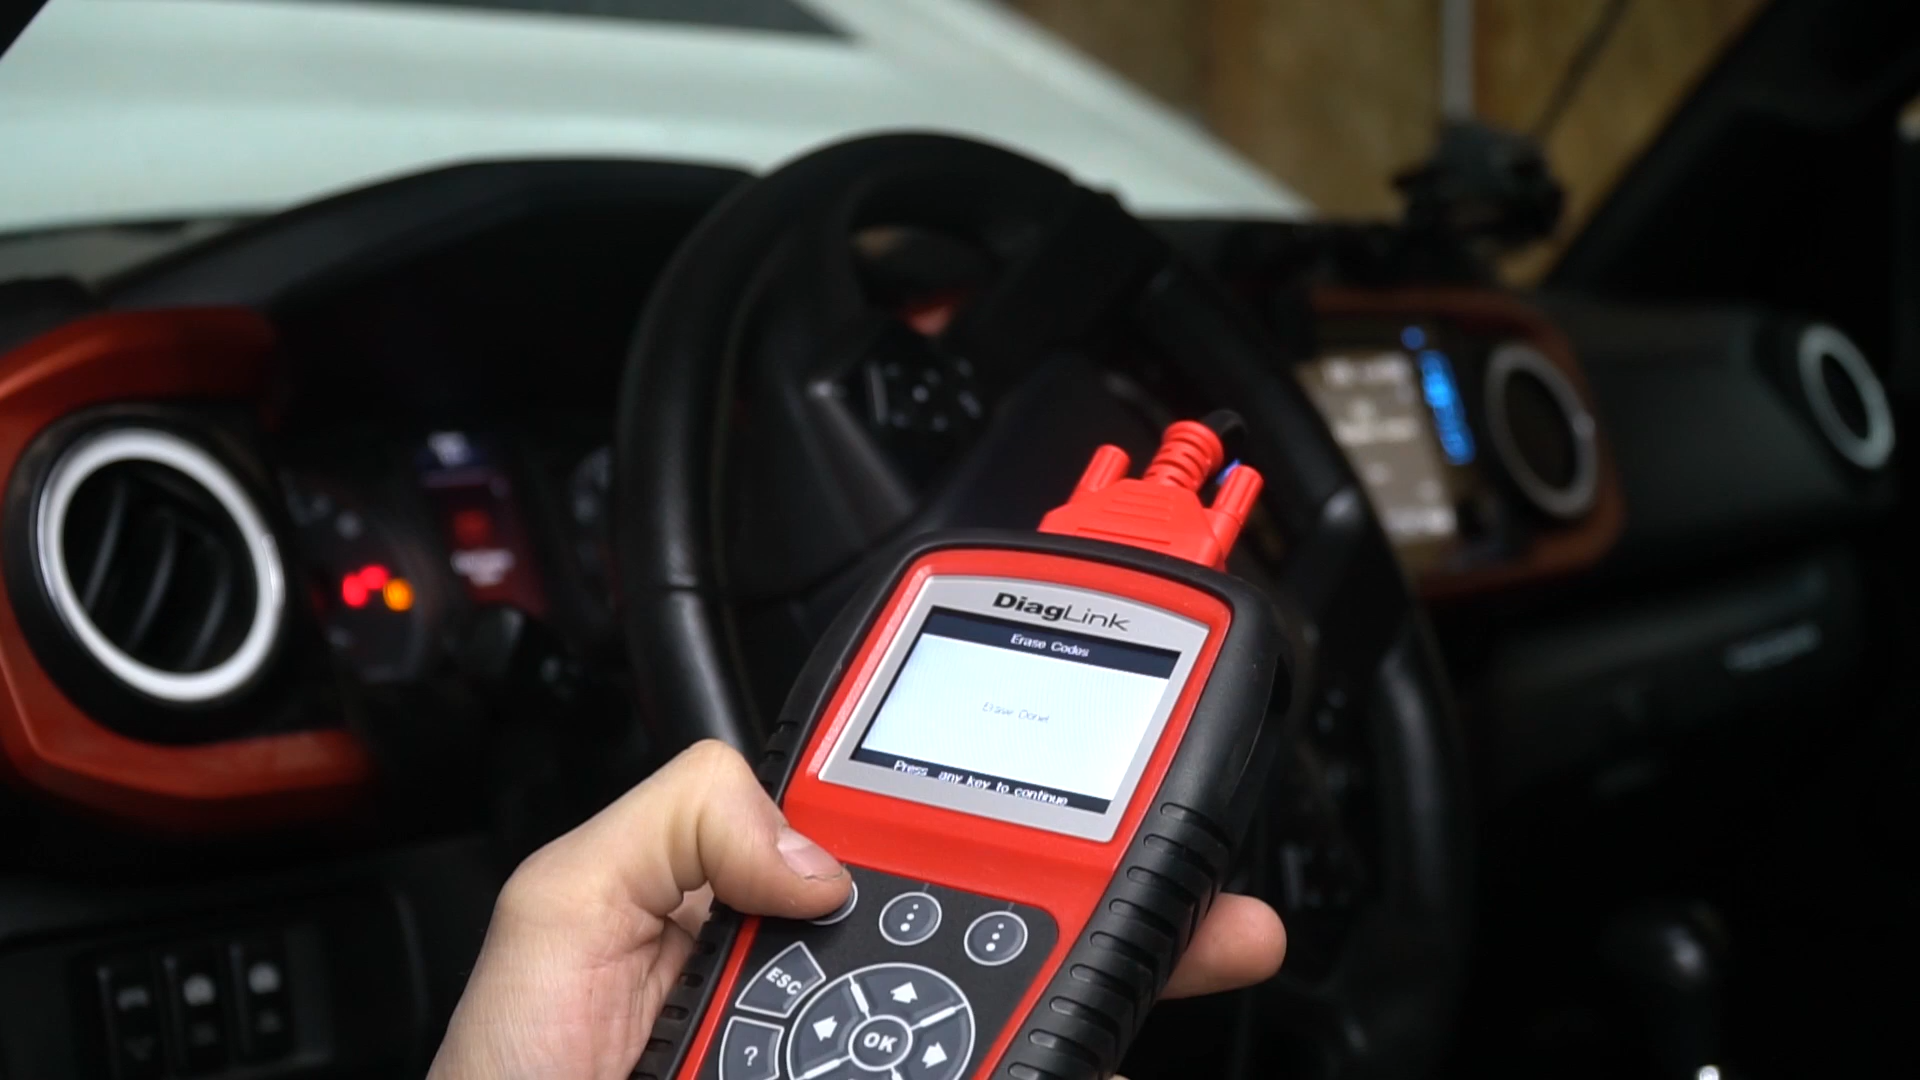 DiagLink
Erase Codes
Erase Done!
Press any key to continue
ESC
?
OK